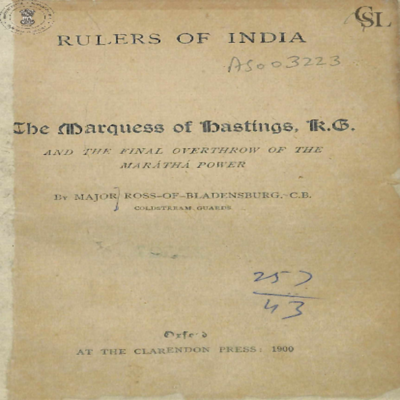 CSL
RULERS OF INDIA
AS003223
The Marquess of Hastings, K.G.
AND THE FINAL OVERTHROW OF THE
MARÁTHÁ POWER
BY MAJOR ROSS-OF-BLADENSBURG, C.B.
COLDSTREAM GUARDS
257
43
Oxford
AT THE CLARENDON PRESS: 1900